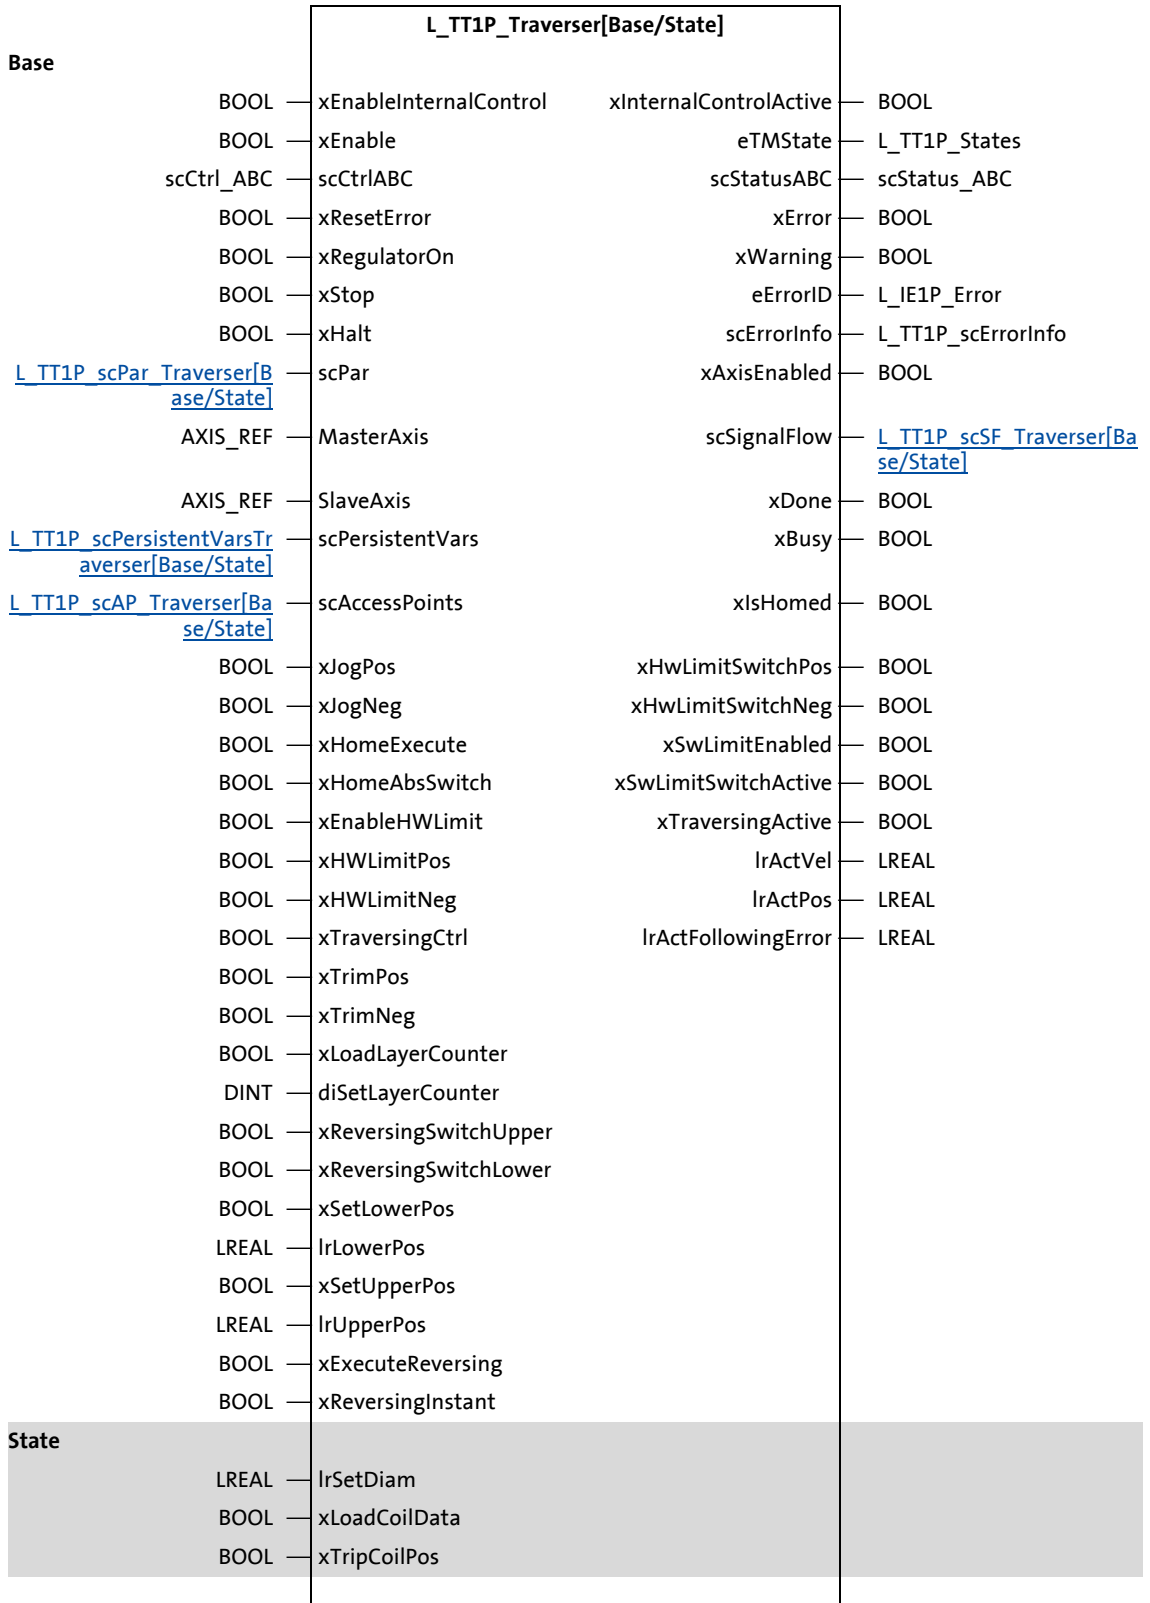 L_TT1P_Traverser[Base/State]
Base
BOOL xEnableInternalControl xInternalControlActive BOOL
BOOL xEnable eTMState L_TT1P_States
scCtrl_ABC scCtrlABC scStatusABC scStatus_ABC
BOOL xResetError xError BOOL
BOOL xRegulatorOn xWarning BOOL
BOOL xStop eErrorID L_IE1P_Error
BOOL xHalt scErrorInfo L_TT1P_scErrorInfo
L_TT1P_scPar_Traverser[B scPar xAxisEnabled BOOL
ase/State]
AXIS_REF MasterAxis scSignalFlow L_TT1P_scSF_Traverser[Ba
se/State]
AXIS_REF SlaveAxis xDone BOOL
L_TT1P_scPersistentVarsTr scPersistentVars xBusy BOOL
averser[Base/State]
L_TT1P_scAP_Traverser[Ba scAccessPoints xIsHomed BOOL
se/State]
BOOL xJogPos xHwLimitSwitchPos BOOL
BOOL xJogNeg xHwLimitSwitchNeg BOOL
BOOL xHomeExecute xSwLimitEnabled BOOL
BOOL xHomeAbsSwitch xSwLimitSwitchActive BOOL
BOOL xEnableHWLimit xTraversingActive BOOL
BOOL xHWLimitPos lrActVel LREAL
BOOL xHWLimitNeg lrActPos LREAL
BOOL xTraversingCtrl lrActFollowingError LREAL
BOOL xTrimPos
BOOL xTrimNeg
BOOL xLoadLayerCounter
DINT diSetLayerCounter
BOOL xReversingSwitchUpper
BOOL xReversingSwitchLower
BOOL xSetLowerPos
LREAL lrLowerPos
BOOL xSetUpperPos
LREAL lrUpperPos
BOOL xExecuteReversing
BOOL xReversingInstant
State
LREAL lrSetDiam
BOOL xLoadCoilData
BOOL xTripCoilPos